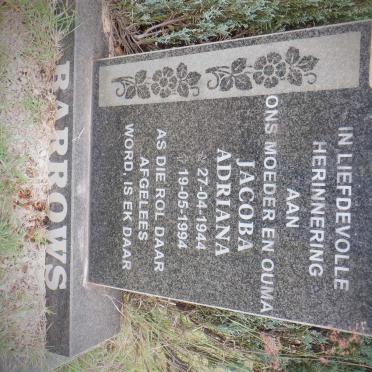 IN LIEFDEVOLLE
HERINNERING
AAN
ONS MOEDER EN OUMA
JACOBA
ADRIANA
☆ 27-04-1944
✞ 19-05-1994
AS DIE ROL DAAR
AFGELEES
WORD, IS EK DAAR
BARROWS